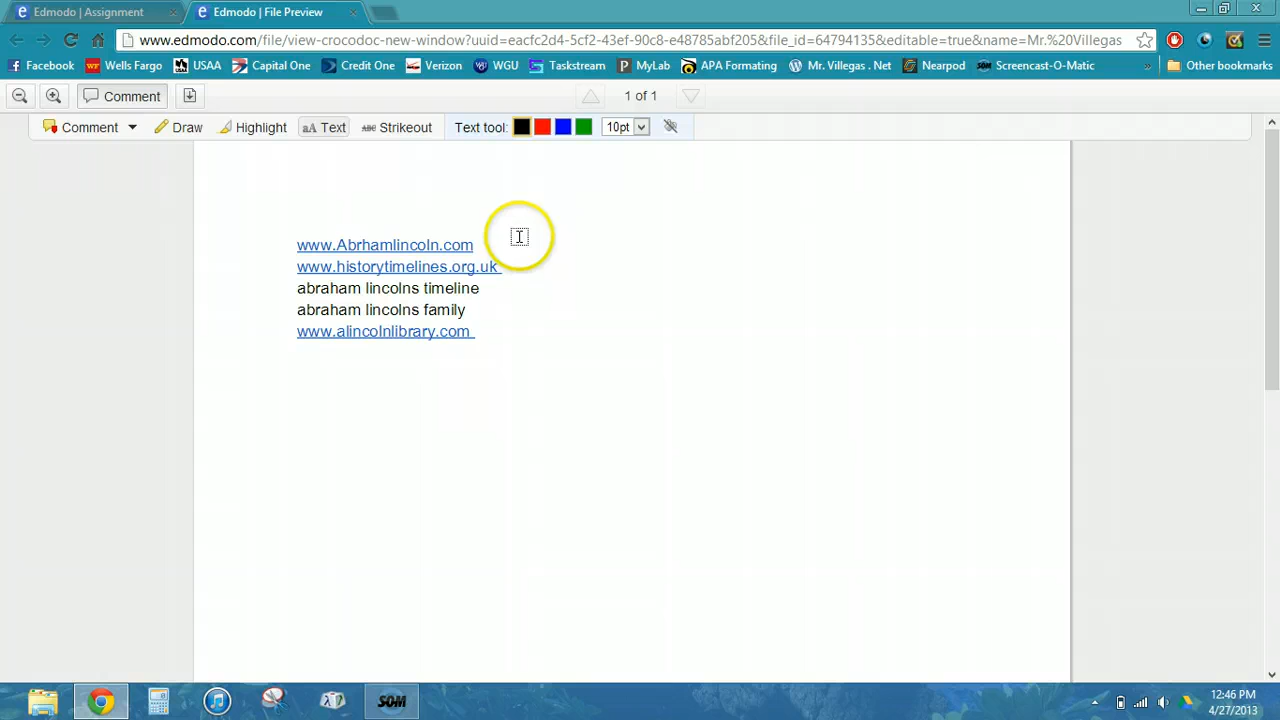 Edmodo | Assignment
Edmodo | File Preview
www.edmodo.com/file/view-crocodoc-new-window?uuid=eacfc2d4-5cf2-43ef-90c8-e48785abf205&file_id=64794135&editable=true&name=Mr.%20Villegas
Facebook Wells Fargo USAA Capital One Credit One Verizon WGU Taskstream MyLab APA Formating Mr. Villegas . Net Nearpod Screencast-O-Matic » Other bookmarks
Comment 1 of 1
Comment Draw Highlight aA Text ABC Strikeout Text tool: 10pt
www.Abrhamlincoln.com
www.historytimelines.org.uk
abraham lincolns timeline
abraham lincolns family
www.alincolnlibrary.com
SOM
12:46 PM
4/27/2013